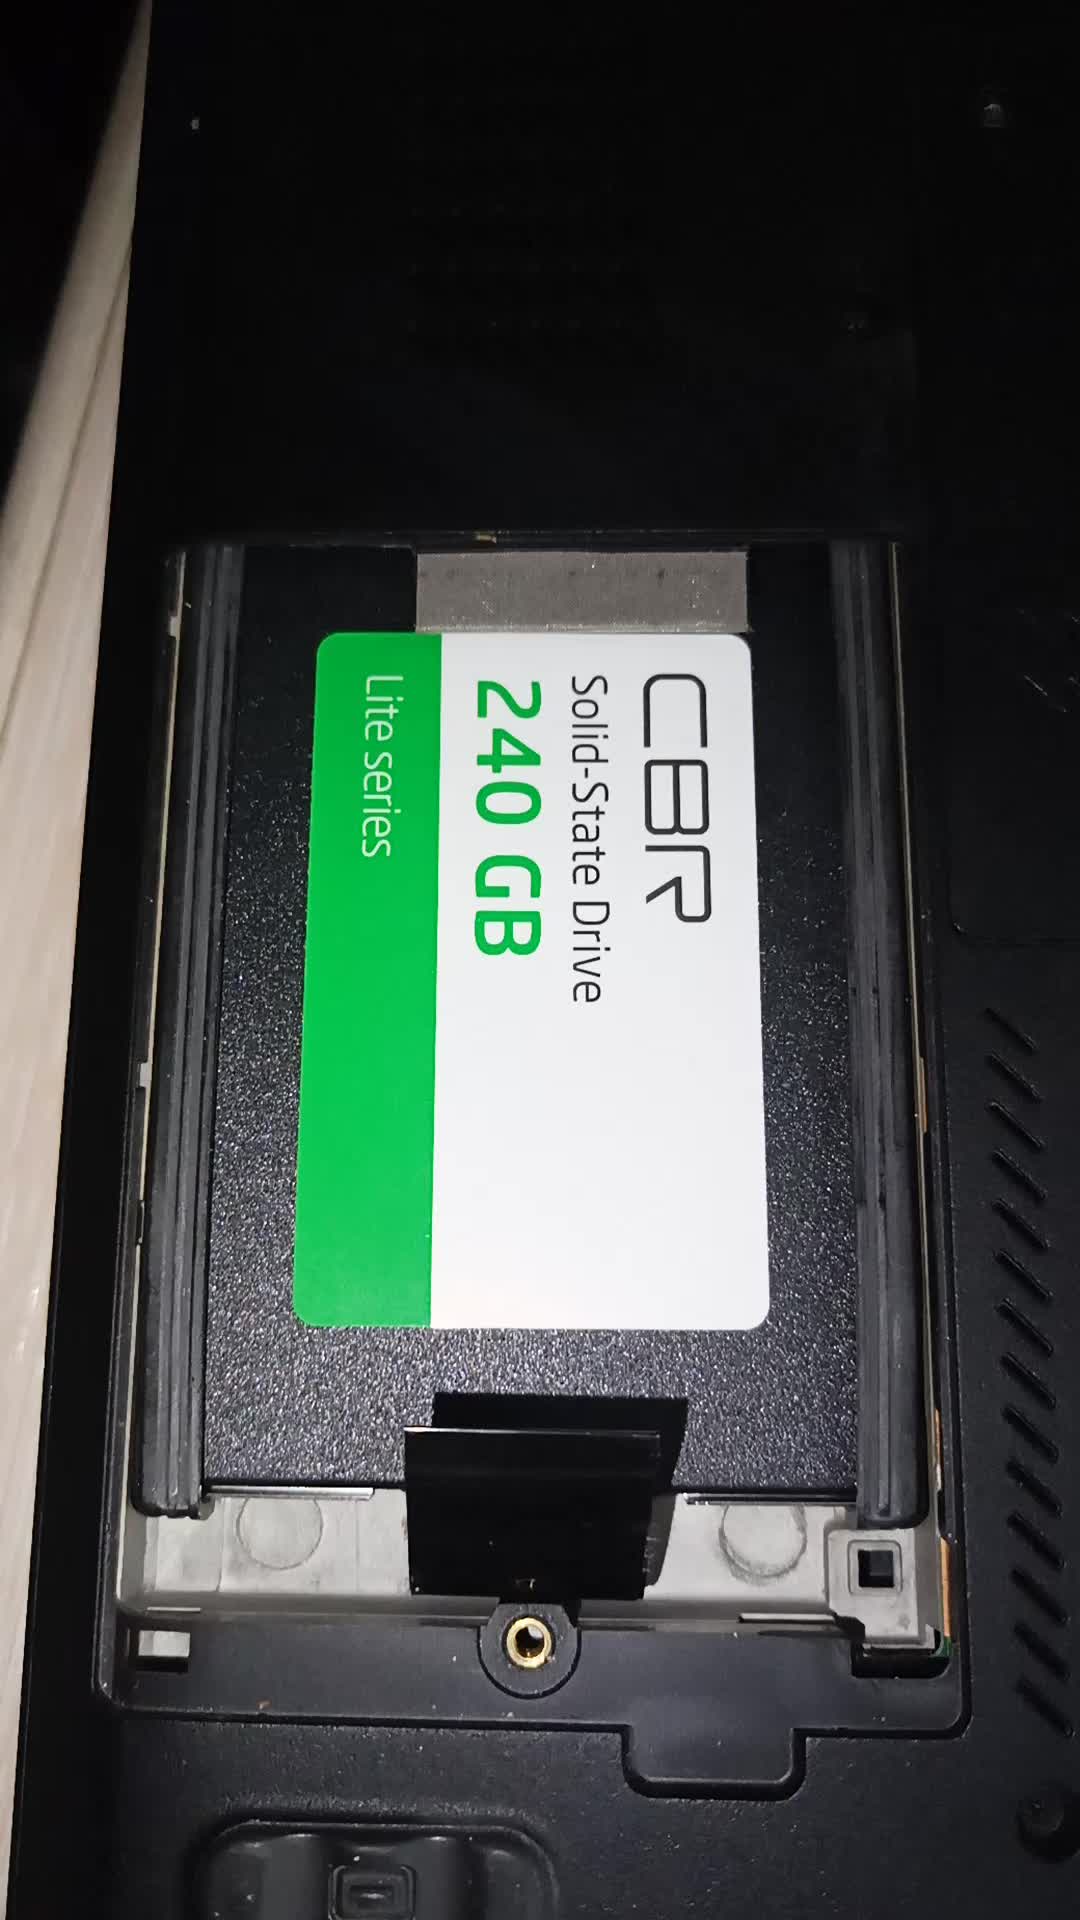 CBR
Solid-State Drive
240 GB
Lite series